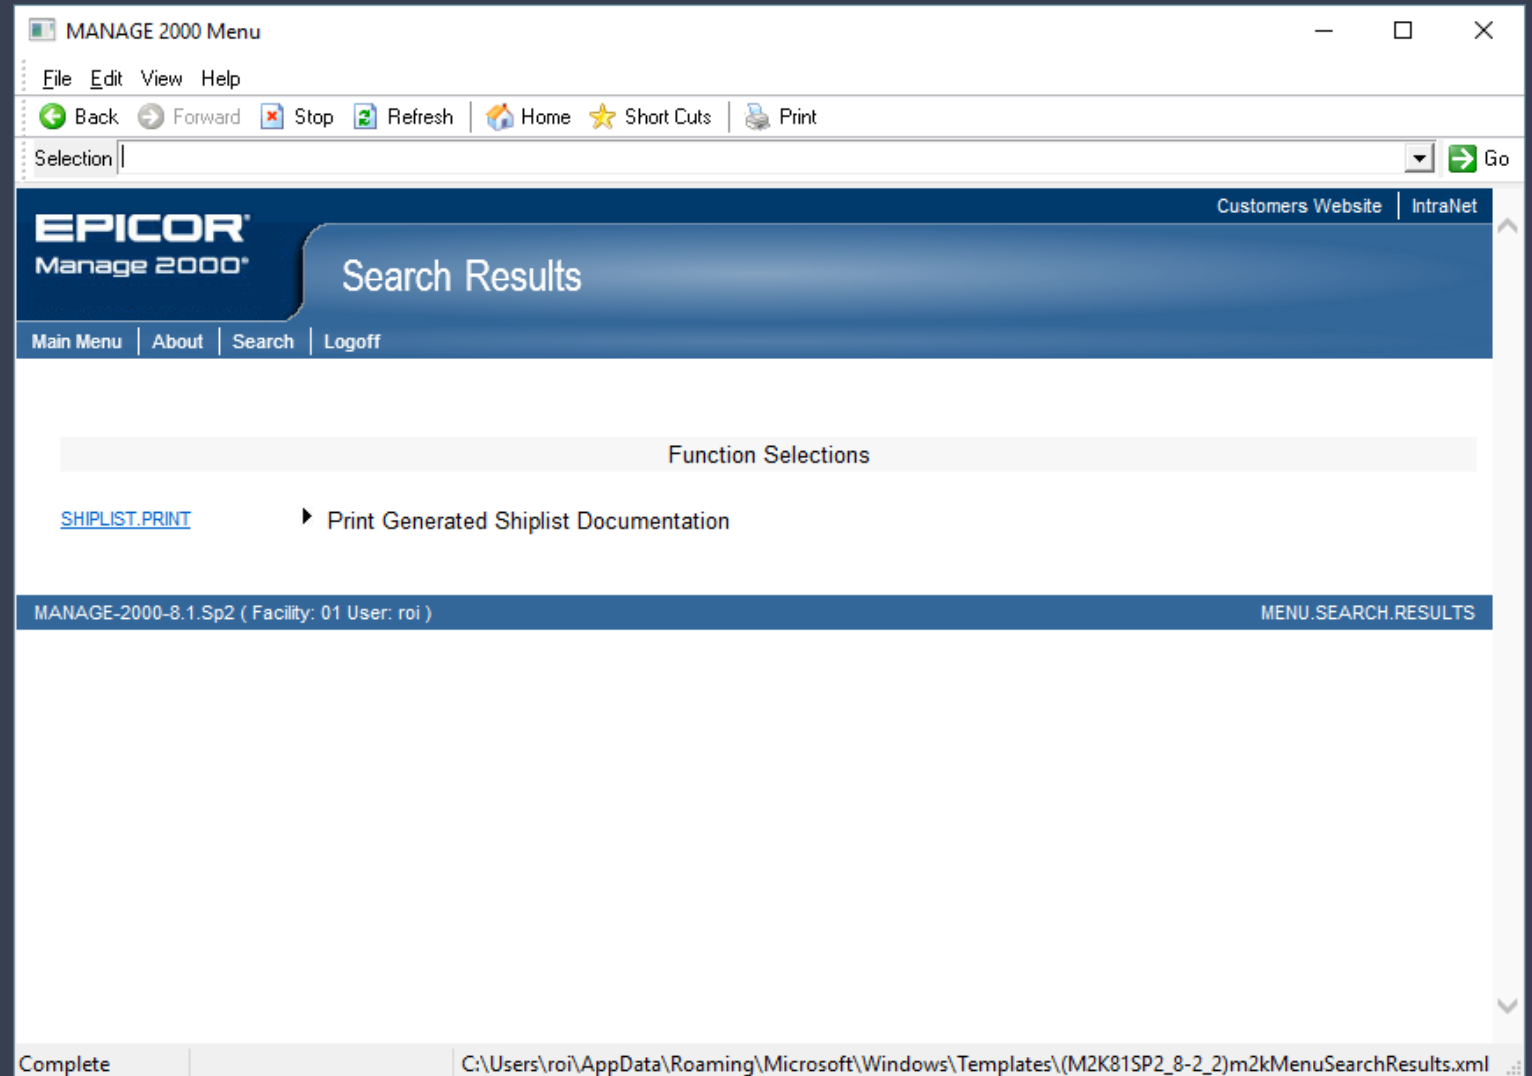 MANAGE 2000 Menu
File Edit View Help
Back Forward Stop Refresh Home Short Cuts Print
Selection Go
Customers Website IntraNet
EPICOR®
Manage 2000®
Search Results
Main Menu About Search Logoff
Function Selections
SHIPLIST.PRINT Print Generated Shiplist Documentation
MANAGE-2000-8.1.Sp2 ( Facility: 01 User: roi ) MENU.SEARCH.RESULTS
Complete C:\Users\roi\AppData\Roaming\Microsoft\Windows\Templates\(M2K81SP2_8-2_2)m2kMenuSearchResults.xml